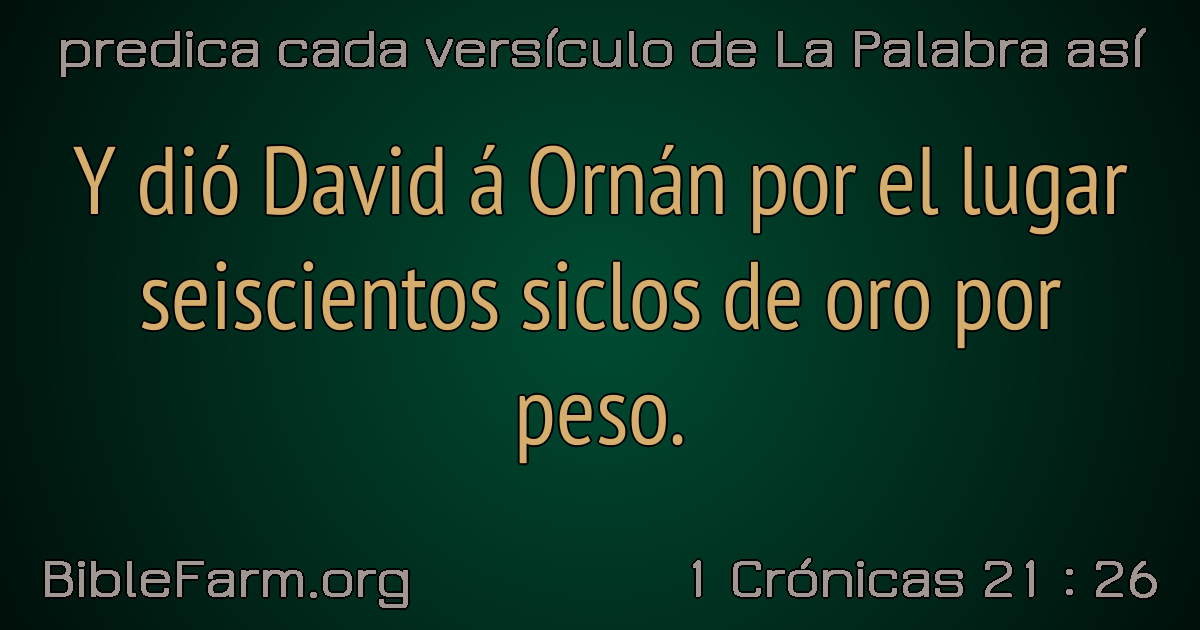 predica cada versículo de La Palabra así
Y dió David á Ornán por el lugar
seiscientos siclos de oro por
peso.
BibleFarm.org
1 Crónicas 21 : 26